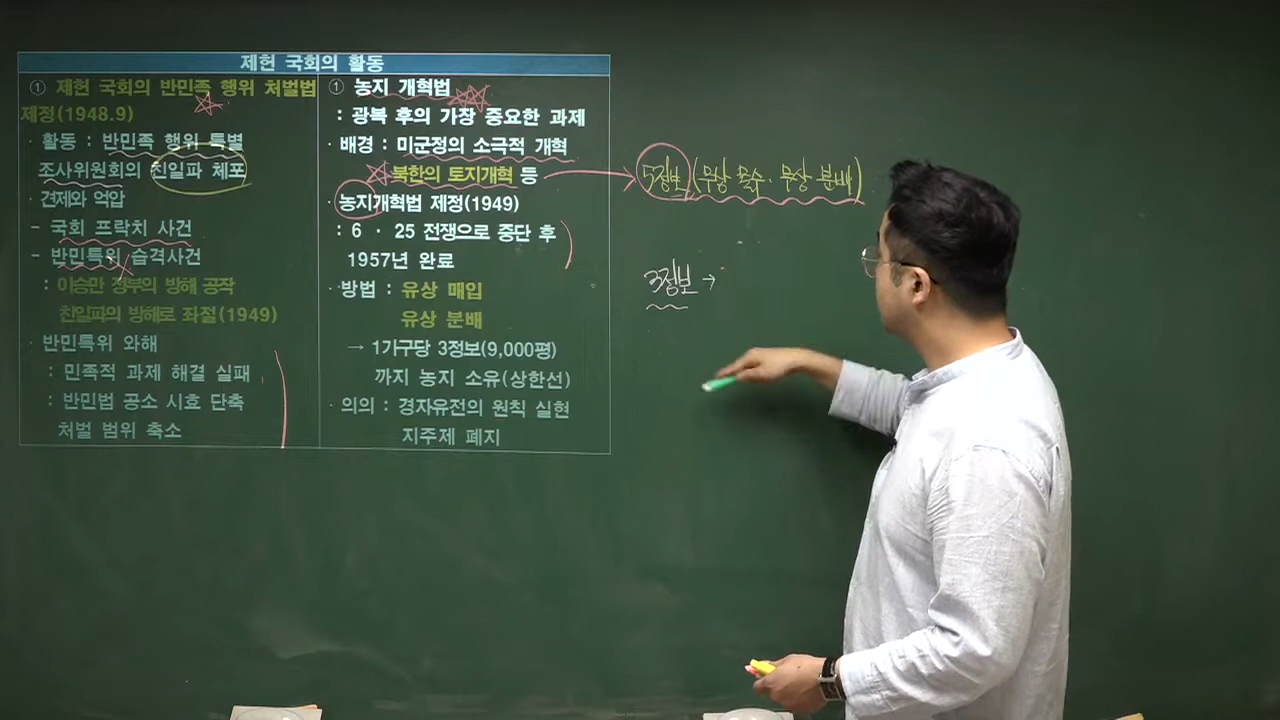 제헌 국회의 활동
① 제헌 국회의 반민족 행위 처벌법
제정(1948.9)
· 활동 : 반민족 행위 특별
조사위원회의 친일파 체포
· 견제와 억압
- 국회 프락치 사건
- 반민특위 습격사건
: 이승만 정부의 방해 공작
친일파의 방해로 좌절(1949)
· 반민특위 와해
: 민족적 과제 해결 실패
: 반민법 공소 시효 단축
처벌 범위 축소
① 농지 개혁법
: 광복 후의 가장 중요한 과제
· 배경 : 미군정의 소극적 개혁
북한의 토지개혁 등
· 농지개혁법 제정(1949)
: 6 · 25 전쟁으로 중단 후
1957년 완료
· 방법 : 유상 매입
유상 분배
→ 1가구당 3정보(9,000평)
까지 농지 소유(상한선)
· 의의 : 경자유전의 원칙 실현
지주제 폐지
5정보 (무상 몰수 · 무상 분배)
3정보 →